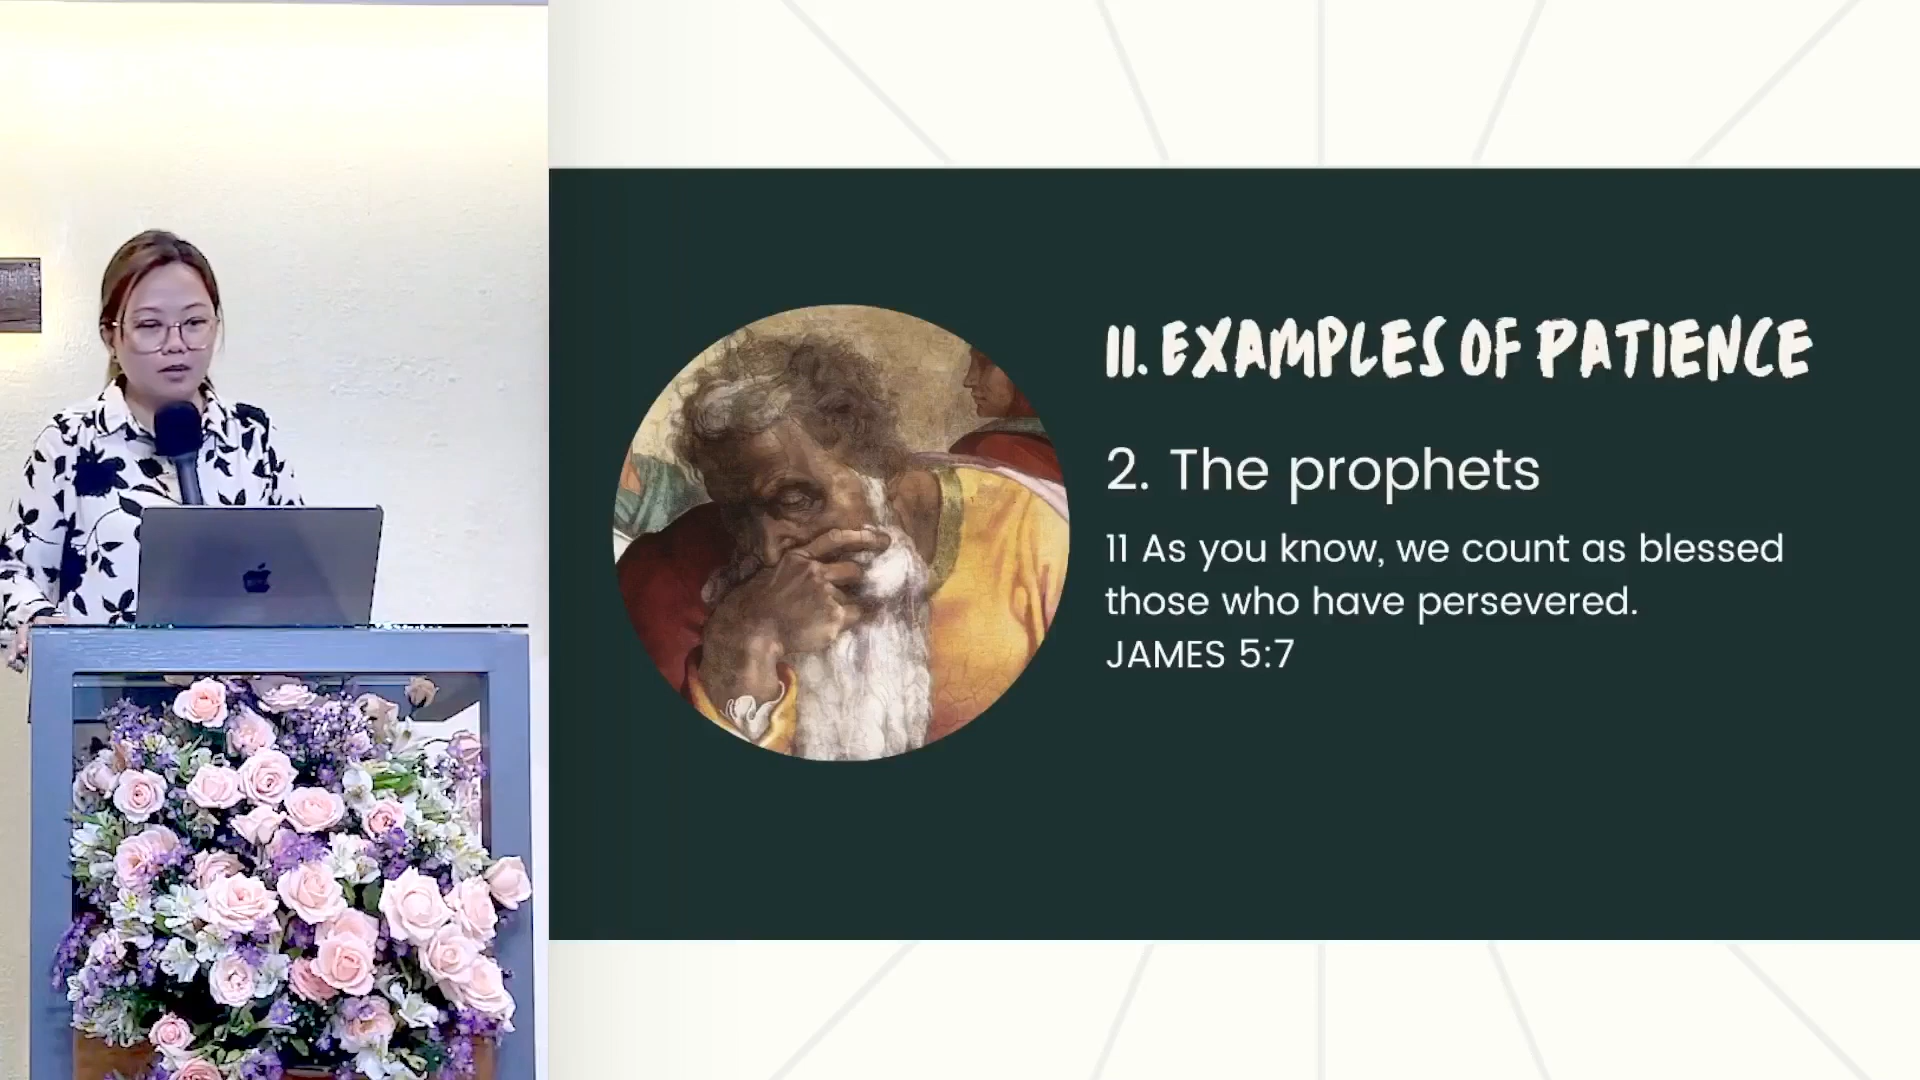 II. EXAMPLES OF PATIENCE
2. The prophets
11 As you know, we count as blessed
those who have persevered.
JAMES 5:7